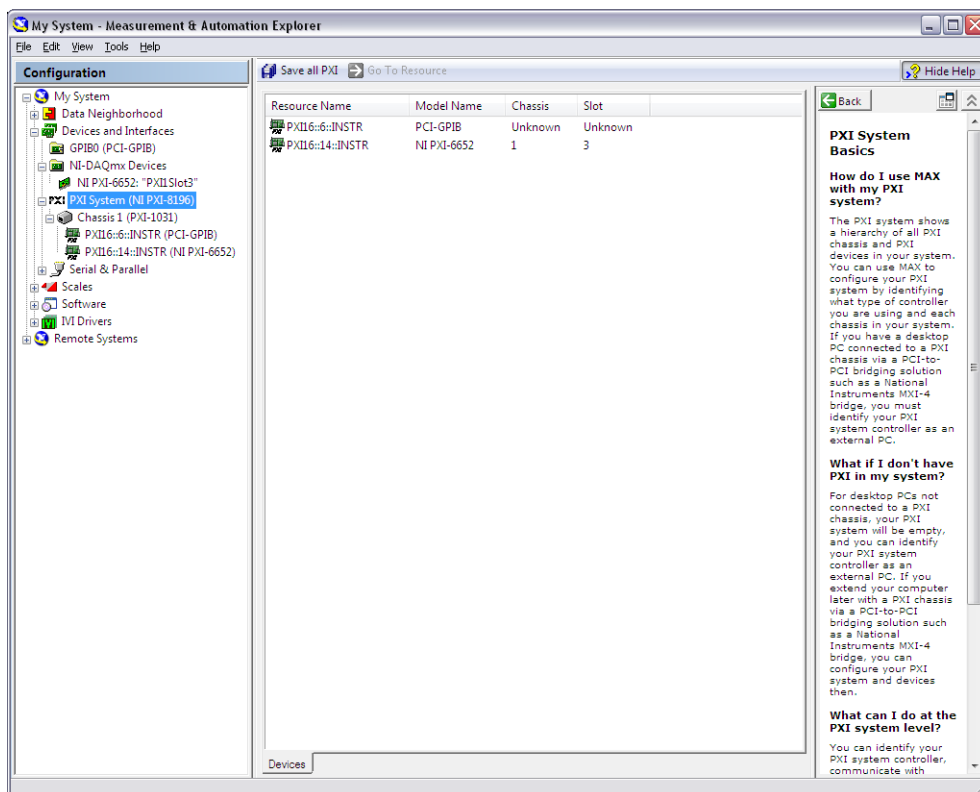 My System - Measurement & Automation Explorer
File Edit View Tools Help
Configuration
Save all PXI Go To Resource
Hide Help
My System
Data Neighborhood
Devices and Interfaces
GPIB0 (PCI-GPIB)
NI-DAQmx Devices
NI PXI-6652: "PXI1Slot3"
PXI PXI System (NI PXI-8196)
Chassis 1 (PXI-1031)
PXI16::6::INSTR (PCI-GPIB)
PXI16::14::INSTR (NI PXI-6652)
Serial & Parallel
Scales
Software
IVI Drivers
Remote Systems
Resource Name Model Name Chassis Slot
PXI16::6::INSTR PCI-GPIB Unknown Unknown
PXI16::14::INSTR NI PXI-6652 1 3
Devices
Back
PXI System
Basics
How do I use MAX
with my PXI
system?
The PXI system shows
a hierarchy of all PXI
chassis and PXI
devices in your system.
You can use MAX to
configure your PXI
system by identifying
what type of controller
you are using and each
chassis in your system.
If you have a desktop
PC connected to a PXI
chassis via a PCI-to-
PCI bridging solution
such as a National
Instruments MXI-4
bridge, you must
identify your PXI
system controller as an
external PC.
What if I don't have
PXI in my system?
For desktop PCs not
connected to a PXI
chassis, your PXI
system will be empty,
and you can identify
your PXI system
controller as an
external PC. If you
extend your computer
later with a PXI chassis
via a PCI-to-PCI
bridging solution such
as a National
Instruments MXI-4
bridge, you can
configure your PXI
system and devices
then.
What can I do at the
PXI system level?
You can identify your
PXI system controller,
communicate with